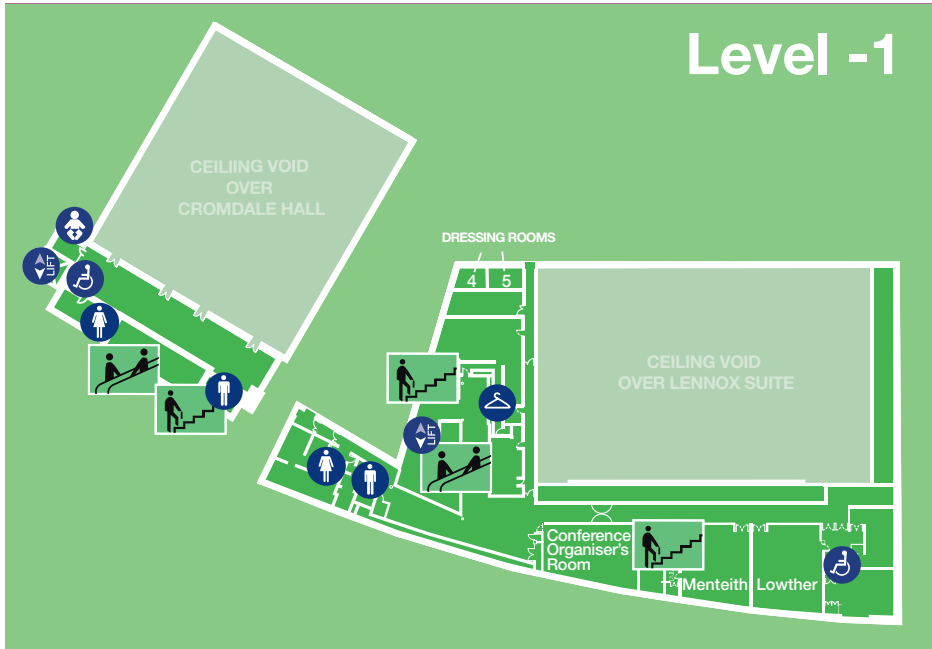 Level -1
CEILIING VOID
OVER
CROMDALE HALL
LIFT
DRESSING ROOMS
4 5
CEILING VOID
OVER LENNOX SUITE
LIFT
Conference
Organiser's
Room
Menteith
Lowther